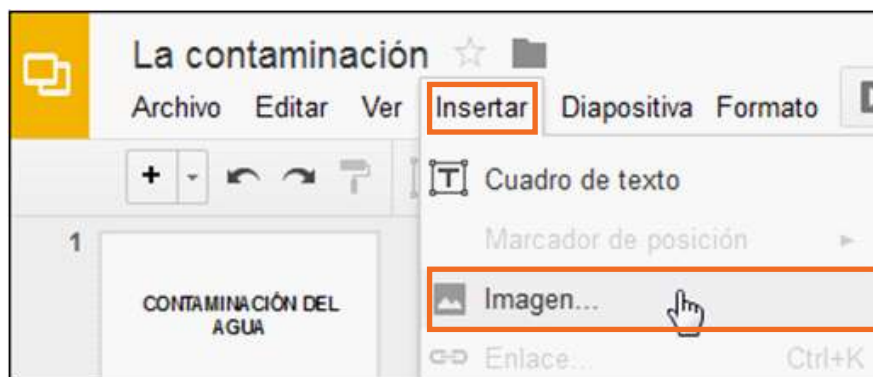 La contaminación
Archivo Editar Ver Insertar Diapositiva Formato
Cuadro de texto
Marcador de posición
1
CONTAMINACIÓN DEL
AGUA
Imagen...
Enlace... Ctrl+K